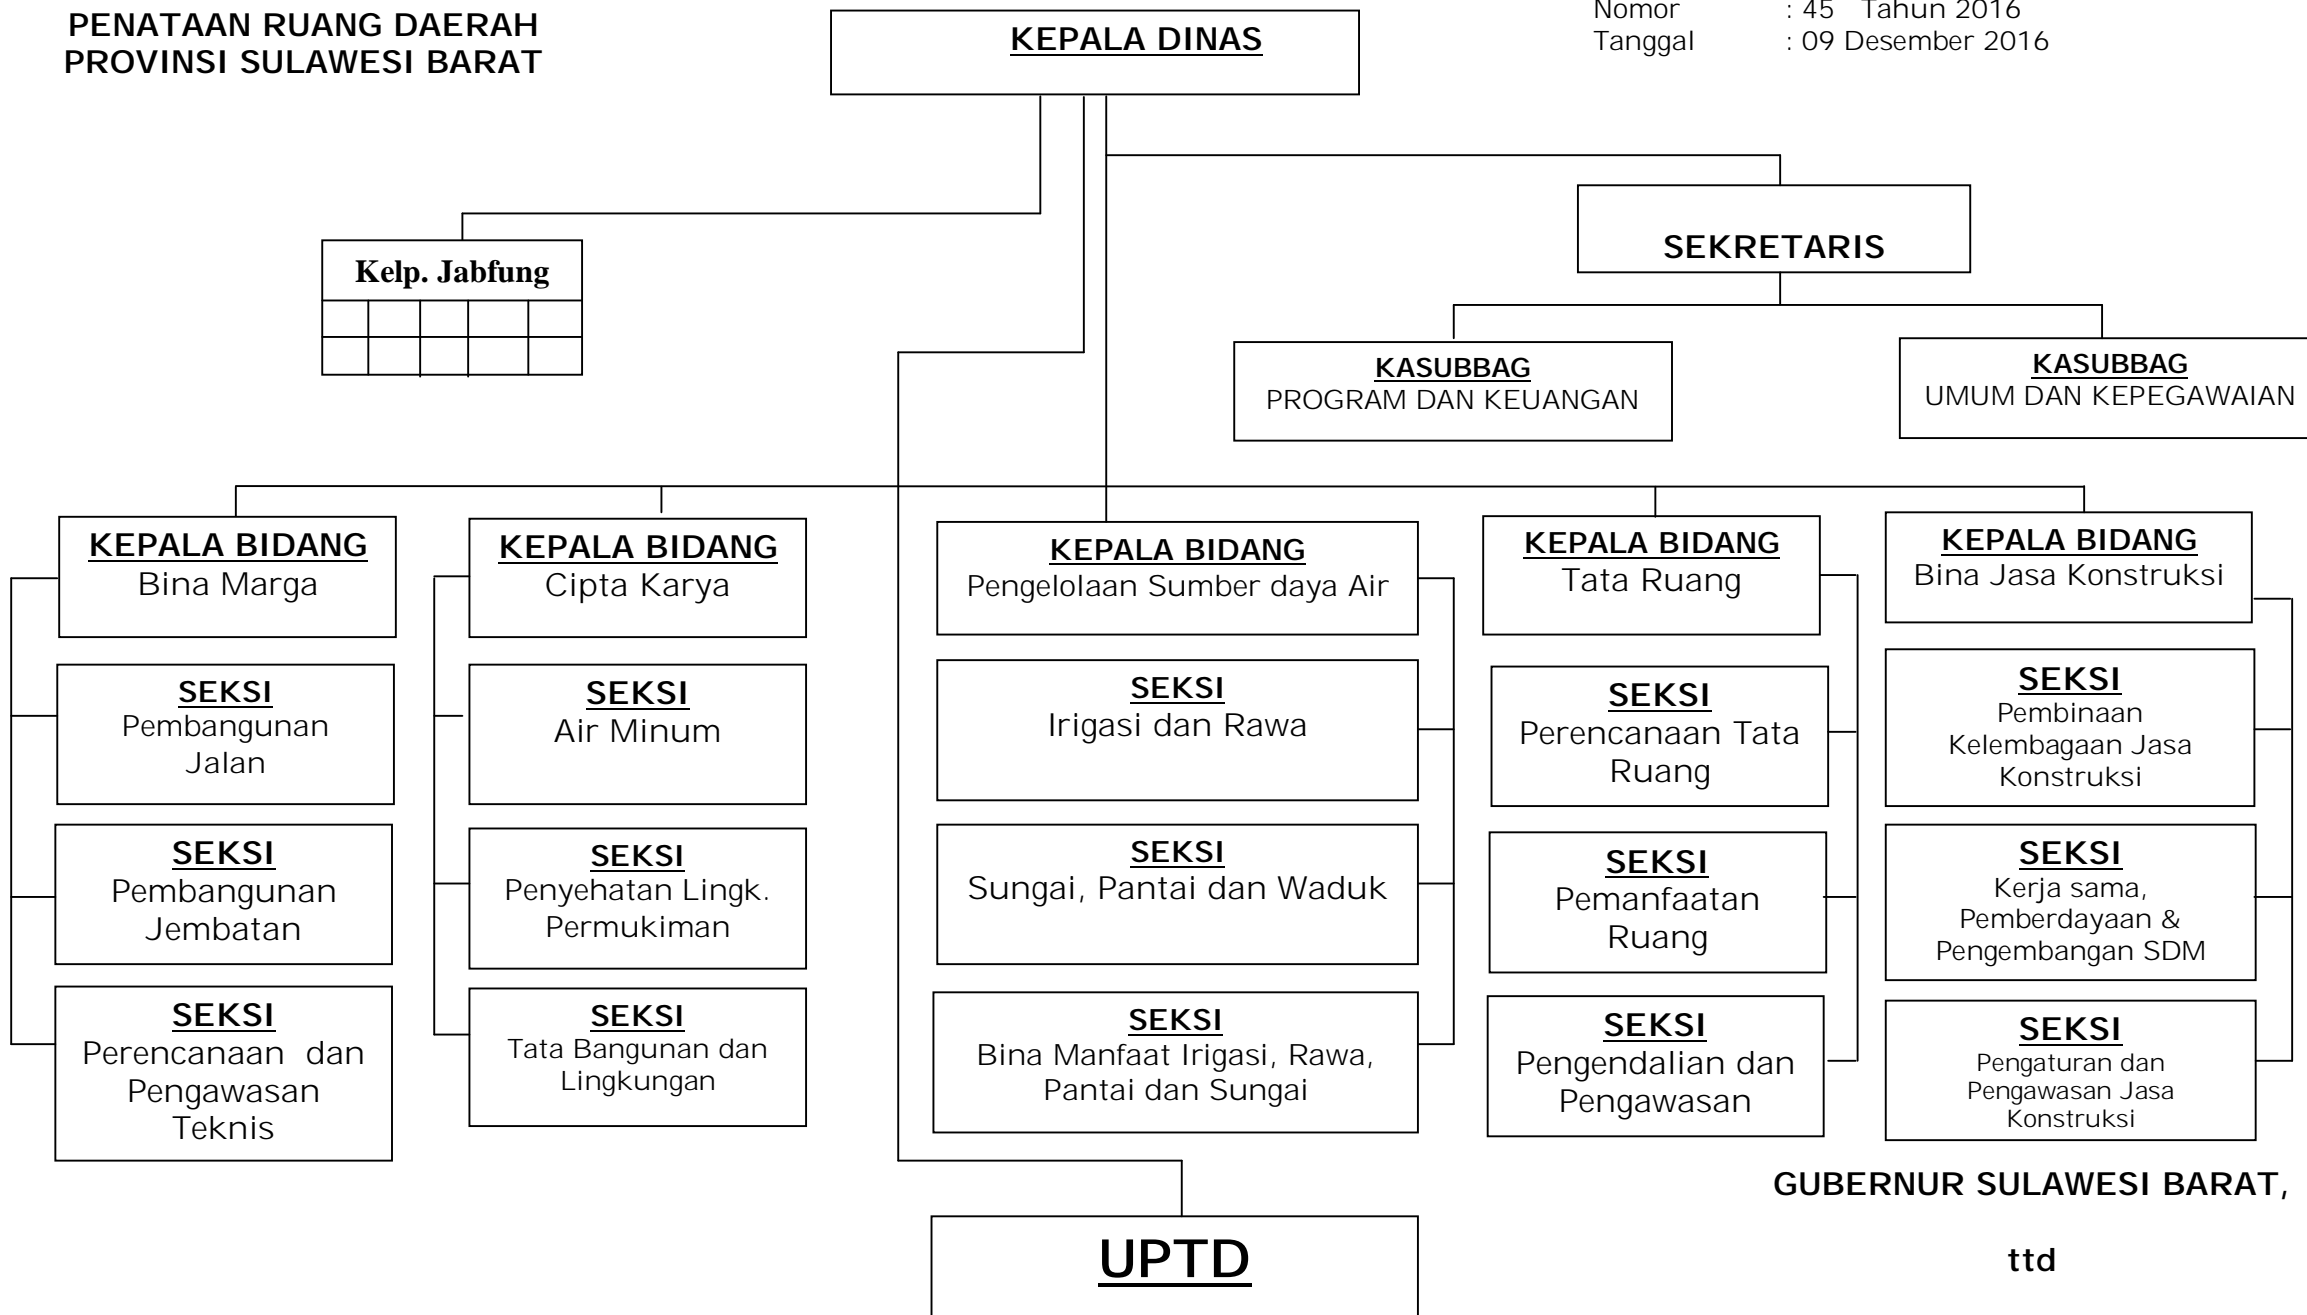 PENATAAN RUANG DAERAH
PROVINSI SULAWESI BARAT
KEPALA DINAS
Nomor : 45 Tahun 2016
Tanggal : 09 Desember 2016
Kelp. Jabfung
SEKRETARIS
KASUBBAG
PROGRAM DAN KEUANGAN
KASUBBAG
UMUM DAN KEPEGAWAIAN
KEPALA BIDANG
Bina Marga
SEKSI
Pembangunan
Jalan
SEKSI
Pembangunan
Jembatan
SEKSI
Perencanaan dan
Pengawasan
Teknis
KEPALA BIDANG
Cipta Karya
SEKSI
Air Minum
SEKSI
Penyehatan Lingk.
Permukiman
SEKSI
Tata Bangunan dan
Lingkungan
KEPALA BIDANG
Pengelolaan Sumber daya Air
SEKSI
Irigasi dan Rawa
SEKSI
Sungai, Pantai dan Waduk
SEKSI
Bina Manfaat Irigasi, Rawa,
Pantai dan Sungai
KEPALA BIDANG
Tata Ruang
SEKSI
Perencanaan Tata
Ruang
SEKSI
Pemanfaatan
Ruang
SEKSI
Pengendalian dan
Pengawasan
KEPALA BIDANG
Bina Jasa Konstruksi
SEKSI
Pembinaan
Kelembagaan Jasa
Konstruksi
SEKSI
Kerja sama,
Pemberdayaan &
Pengembangan SDM
SEKSI
Pengaturan dan
Pengawasan Jasa
Konstruksi
UPTD
GUBERNUR SULAWESI BARAT,
ttd